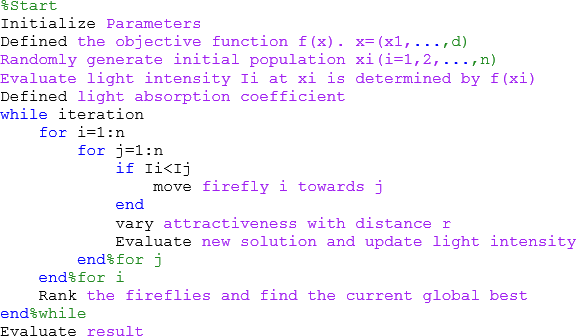 %Start
Initialize Parameters
Defined the objective function f(x). x=(x1,...,d)
Randomly generate initial population xi(i=1,2,...,n)
Evaluate light intensity Ii at xi is determined by f(xi)
Defined light absorption coefficient
while iteration
    for i=1:n
        for j=1:n
            if Ii<Ij
                move firefly i towards j
            end
            vary attractiveness with distance r
            Evaluate new solution and update light intensity
        end%for j
    end%for i
    Rank the fireflies and find the current global best
end%while
Evaluate result